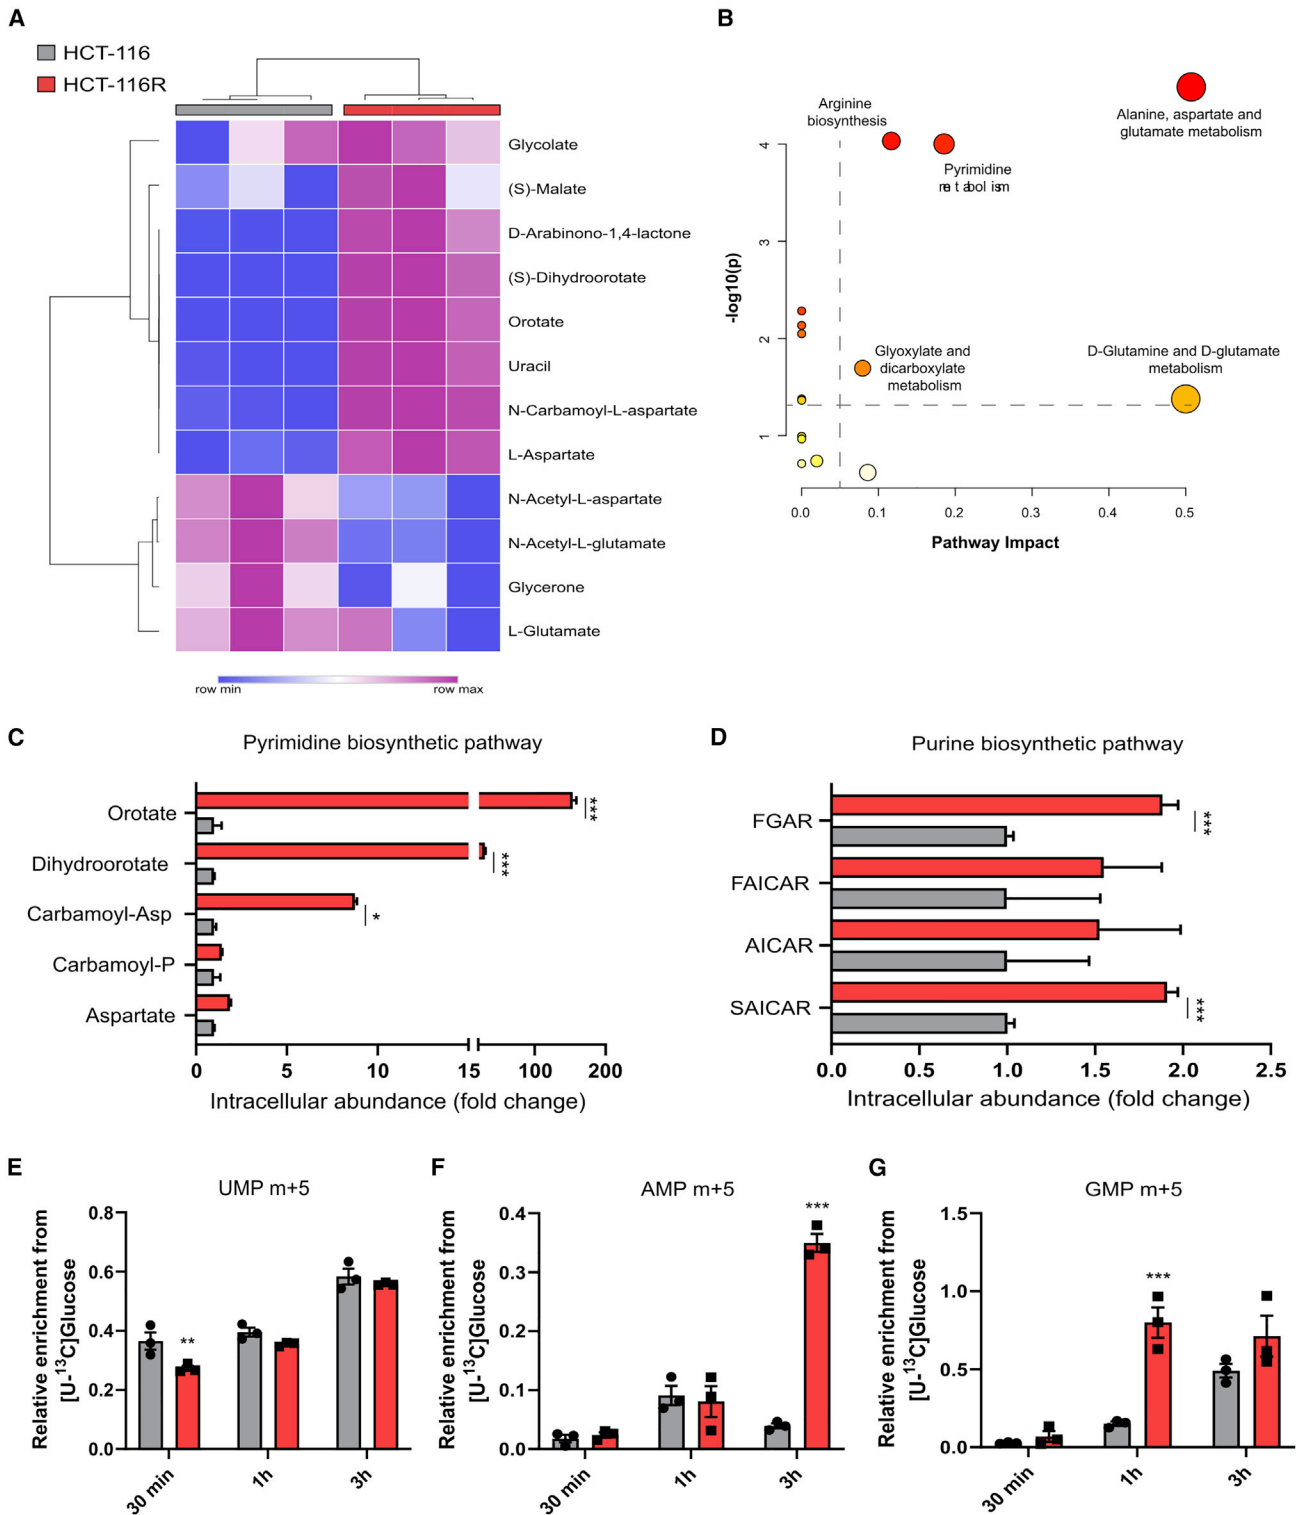 A
HCT-116
HCT-116R
Glycolate
(S)-Malate
D-Arabinono-1,4-lactone
(S)-Dihydroorotate
Orotate
Uracil
N-Carbamoyl-L-aspartate
L-Aspartate
N-Acetyl-L-aspartate
N-Acetyl-L-glutamate
Glycerone
L-Glutamate
row min
row max
B
Arginine
biosynthesis
Alanine, aspartate and
glutamate metabolism
Pyrimidine
metabolism
Glyoxylate and
dicarboxylate
metabolism
D-Glutamine and D-glutamate
metabolism
-log10(p)
4
3
2
1
0.0 0.1 0.2 0.3 0.4 0.5
Pathway Impact
C
Pyrimidine biosynthetic pathway
Orotate
***
Dihydroorotate
***
Carbamoyl-Asp
*
Carbamoyl-P
Aspartate
0 5 10 15 100 200
Intracellular abundance (fold change)
D
Purine biosynthetic pathway
FGAR
***
FAICAR
AICAR
SAICAR
***
0.0 0.5 1.0 1.5 2.0 2.5
Intracellular abundance (fold change)
E
UMP m+5
Relative enrichment from
[U-¹³C]Glucose
0.8
0.6
0.4
0.2
0.0
**
30 min 1h 3h
F
AMP m+5
Relative enrichment from
[U-¹³C]Glucose
0.4
0.3
0.2
0.1
0.0
***
30 min 1h 3h
G
GMP m+5
Relative enrichment from
[U-¹³C]Glucose
1.5
1.0
0.5
0.0
***
30 min 1h 3h